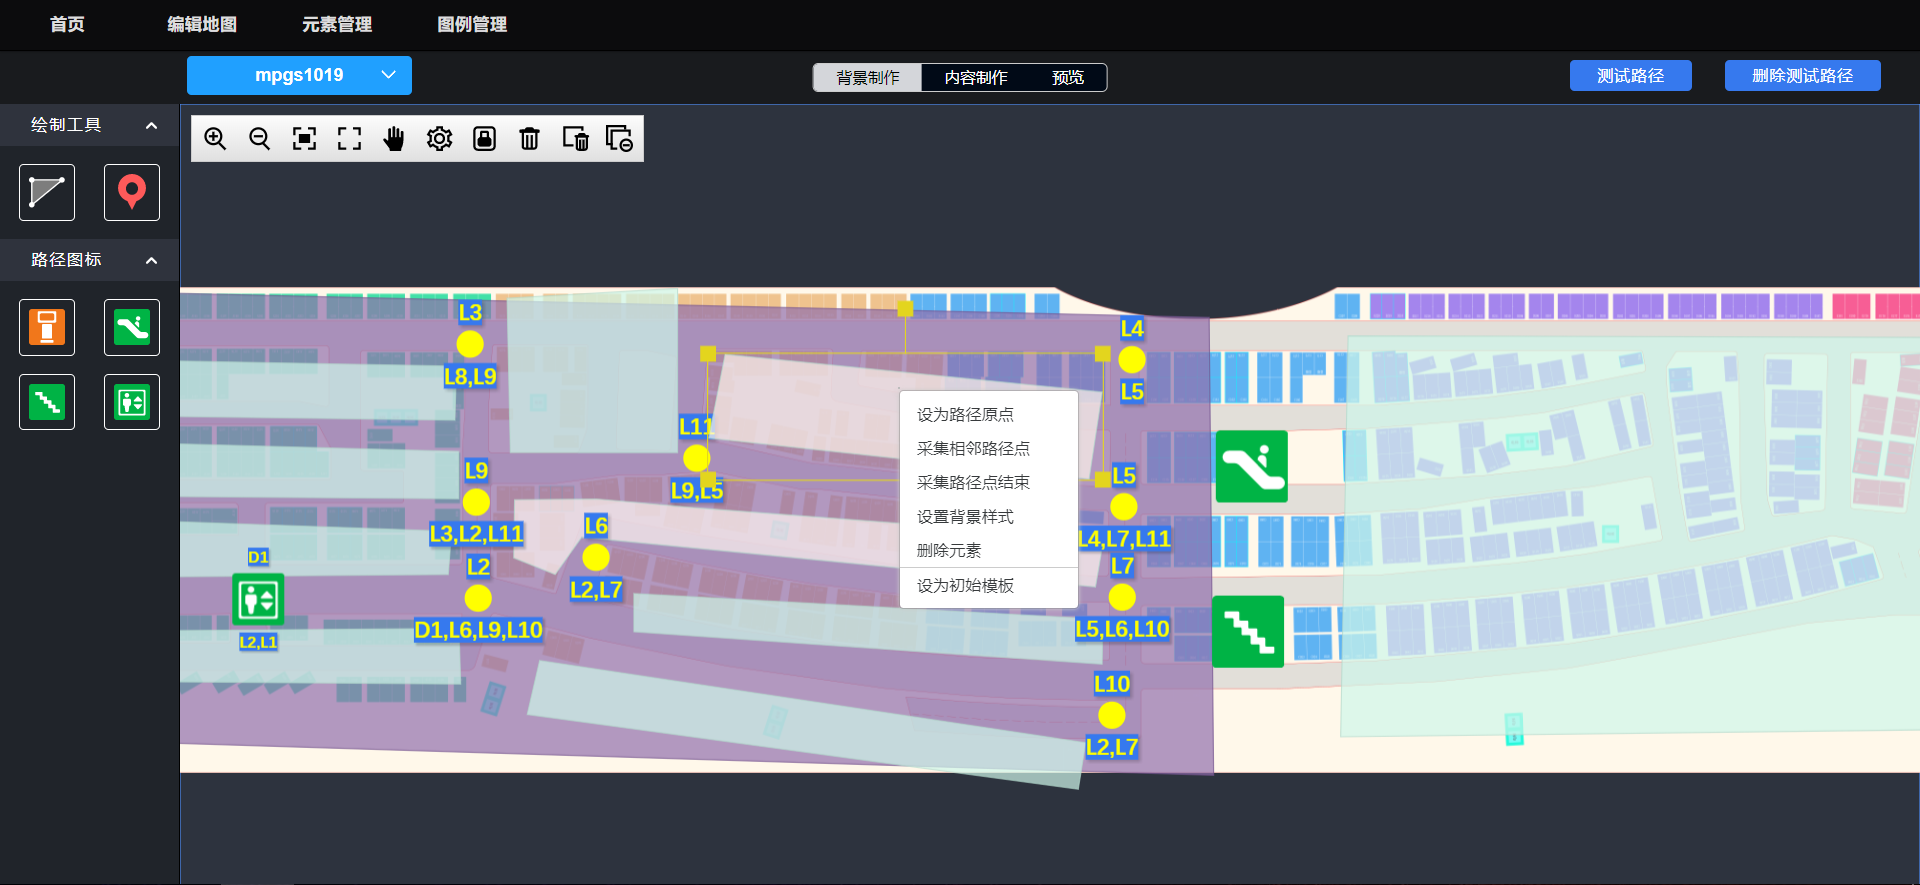 首页 编辑地图 元素管理 图例管理
mpgs1019
背景制作 内容制作 预览
测试路径 删除测试路径
绘制工具
路径图标
L3
L8,L9
L4
L5
L11
L9,L5
L9
L3,L2,L11
L5
L4,L7,L11
L6
L2,L7
D1
L2,L1
L2
D1,L6,L9,L10
L7
L5,L6,L10
L10
L2,L7
设为路径原点
采集相邻路径点
采集路径点结束
设置背景样式
删除元素
设为初始模板